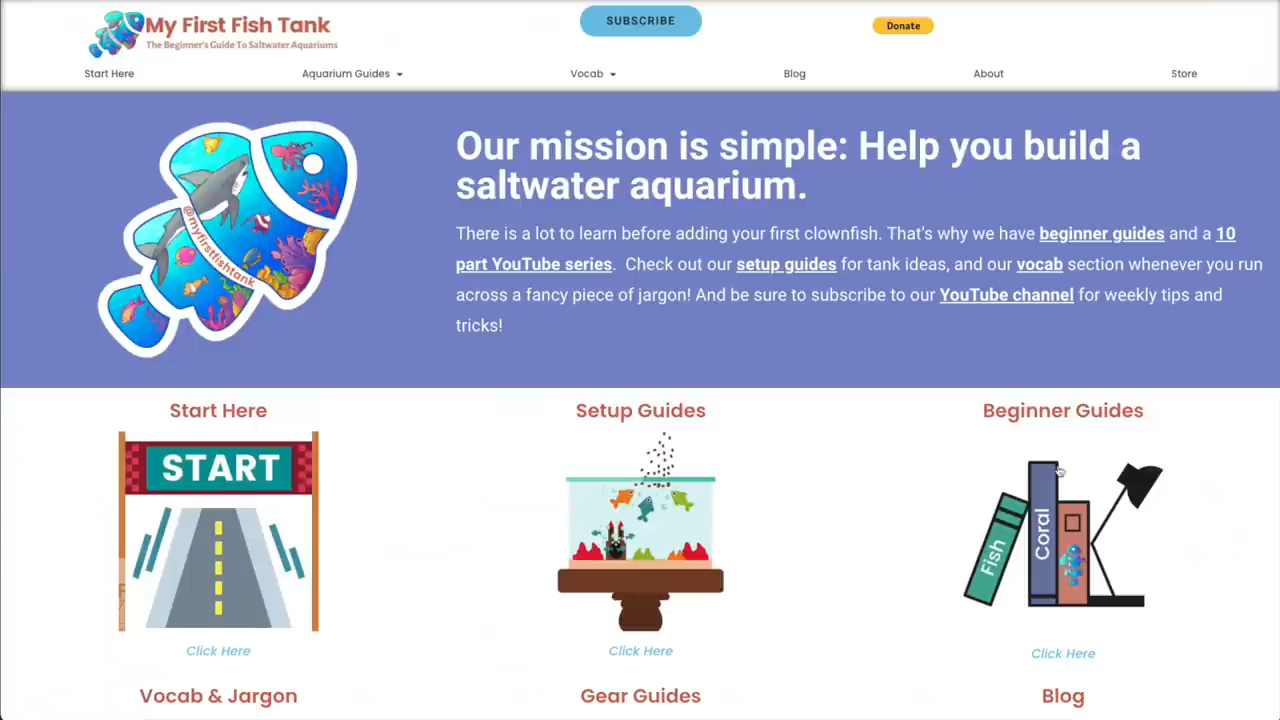 My First Fish Tank
The Beginner's Guide To Saltwater Aquariums
SUBSCRIBE
Donate
Start Here
Aquarium Guides
Vocab
Blog
About
Store
@myfirstfishtank
Our mission is simple: Help you build a
saltwater aquarium.
There is a lot to learn before adding your first clownfish. That's why we have beginner guides and a 10
part YouTube series.  Check out our setup guides for tank ideas, and our vocab section whenever you run
across a fancy piece of jargon! And be sure to subscribe to our YouTube channel for weekly tips and
tricks!
Start Here
Setup Guides
Beginner Guides
START
Fish
Coral
Click Here
Click Here
Click Here
Vocab & Jargon
Gear Guides
Blog